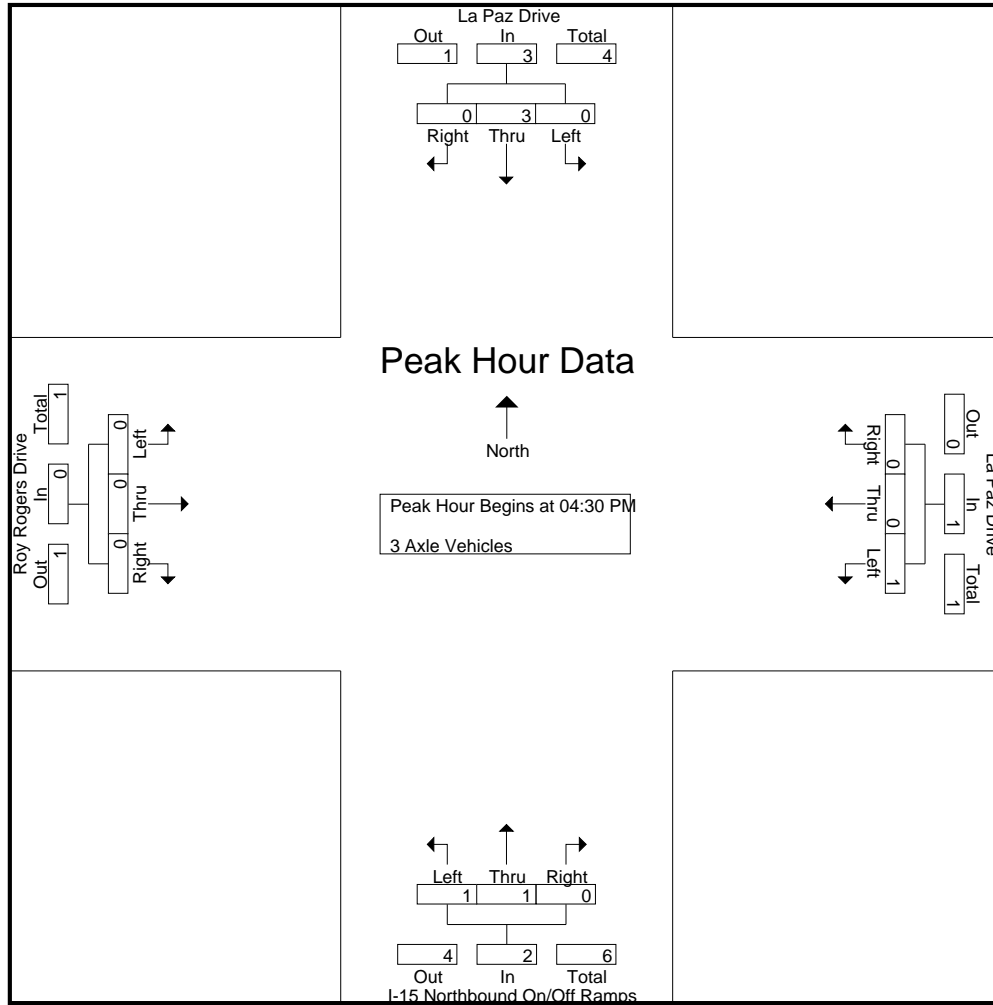 La Paz Drive
Out In Total
1 3 4
0 3 0
Right Thru Left
Peak Hour Data
North
Peak Hour Begins at 04:30 PM
3 Axle Vehicles
Roy Rogers Drive
Out In Total
1 0 1
0 0 0
Right Thru Left
La Paz Drive
Out In Total
0 1 1
0 0 1
Right Thru Left
Left Thru Right
1 1 0
4 2 6
Out In Total
I-15 Northbound On/Off Ramps